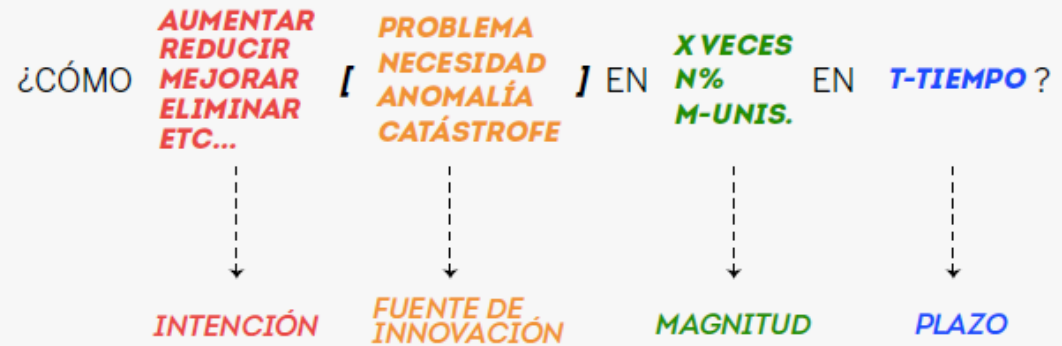 ¿CÓMO
AUMENTAR
REDUCIR
MEJORAR
ELIMINAR
ETC...
[
PROBLEMA
NECESIDAD
ANOMALÍA
CATÁSTROFE
] EN
X VECES
N%
M-UNIS.
EN
T-TIEMPO ?
INTENCIÓN
FUENTE DE
INNOVACIÓN
MAGNITUD
PLAZO